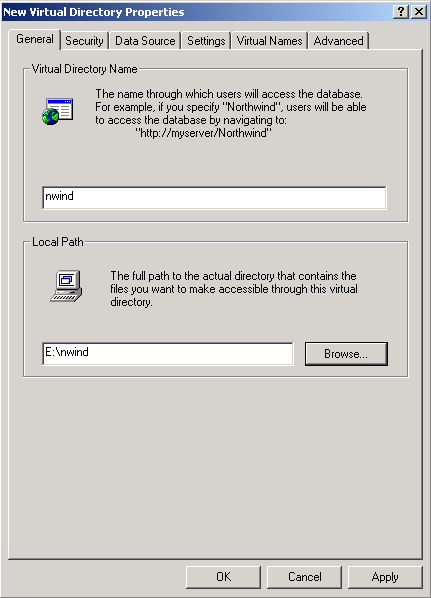 New Virtual Directory Properties
General Security Data Source Settings Virtual Names Advanced
Virtual Directory Name
The name through which users will access the database.
For example, if you specify "Northwind", users will be able
to access the database by navigating to:
"http://myserver/Northwind"
nwind
Local Path
The full path to the actual directory that contains the
files you want to make accessible through this virtual
directory.
E:\nwind
Browse...
OK Cancel Apply